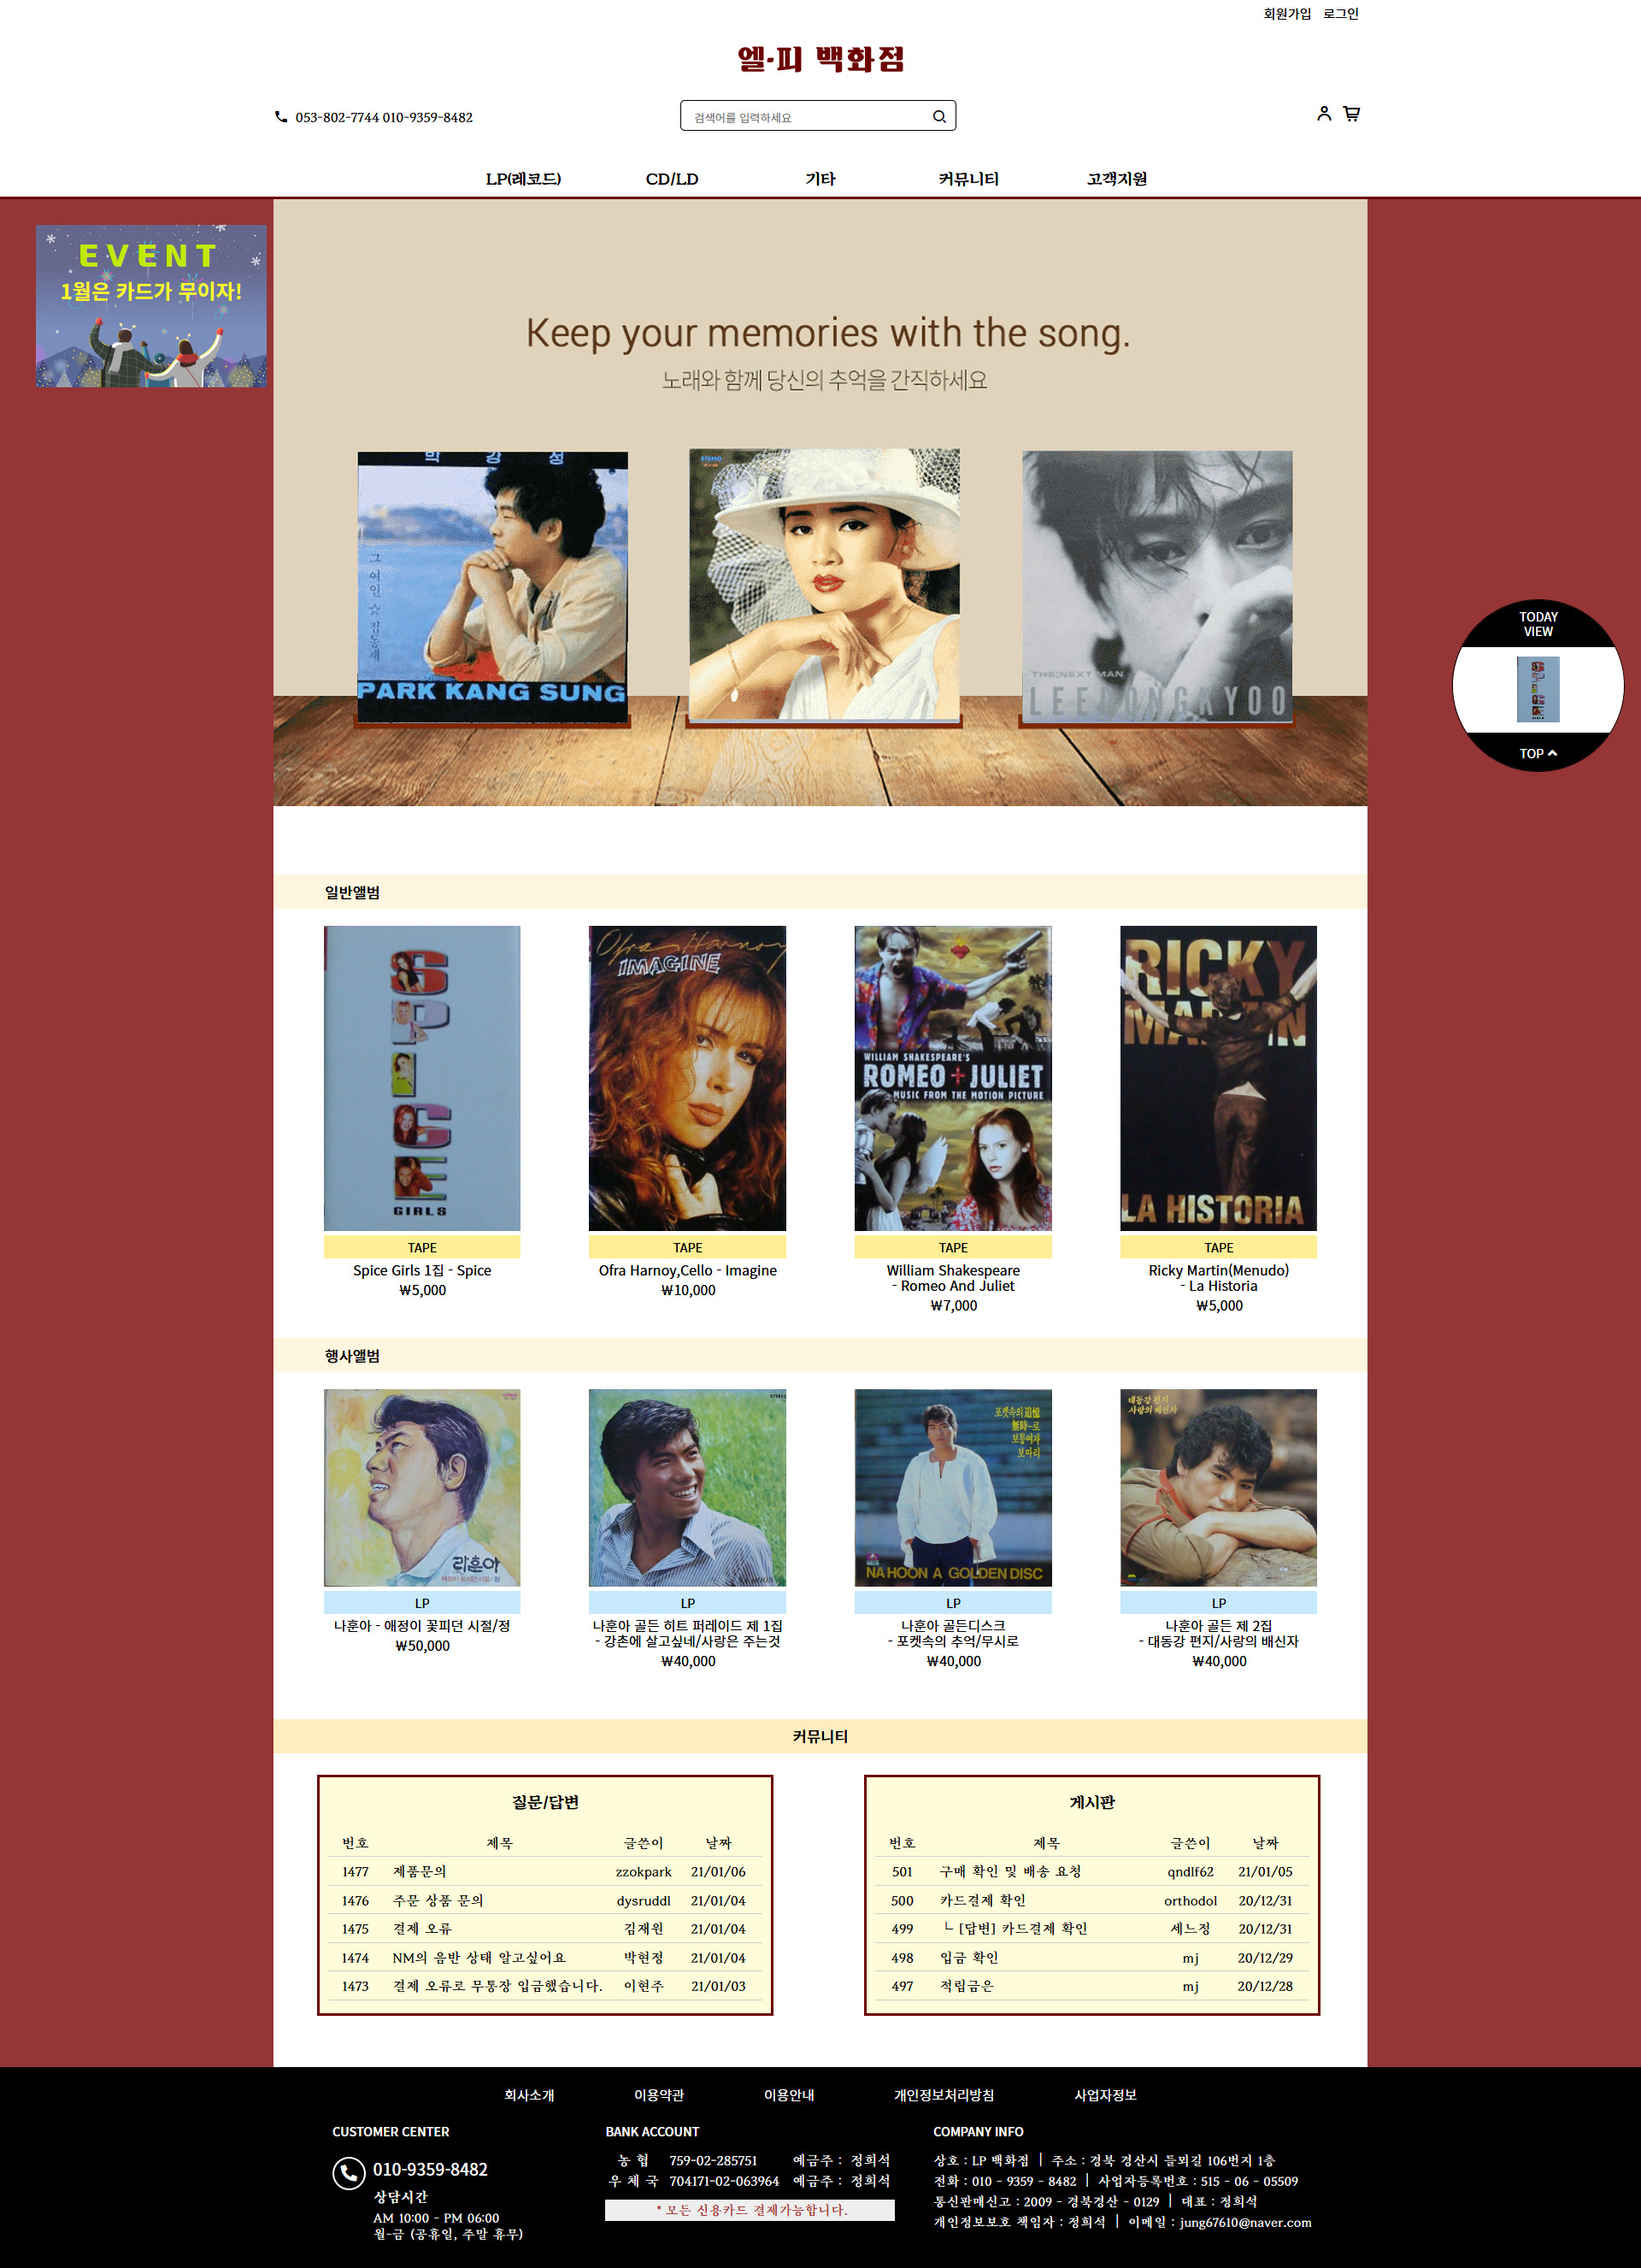 회원가입 로그인
엘·피 백화점
053-802-7744 010-9359-8482
검색어를 입력하세요
LP(레코드) CD/LD 기타 커뮤니티 고객지원
EVENT
1월은 카드가 무이자!
Keep your memories with the song.
노래와 함께 당신의 추억을 간직하세요
박 강 성
그 여인 ☆ 집동새
PARK KANG SUNG
STEREO
THE;NEXT MAN
LEEDONGKYOO
TODAY
VIEW
TOP
일반앨범
SPICE
GIRLS
Ofra Harnoy
IMAGINE
WILLIAM SHAKESPEARE'S
ROMEO + JULIET
MUSIC FROM THE MOTION PICTURE
RICKY
MARTIN
LA HISTORIA
TAPE TAPE TAPE TAPE
Spice Girls 1집 - Spice
₩5,000
Ofra Harnoy,Cello - Imagine
₩10,000
William Shakespeare
- Romeo And Juliet
₩7,000
Ricky Martin(Menudo)
- La Historia
₩5,000
행사앨범
라훈아
STEREO
포켓속의 追憶
無時-로
보통여자
보따리
NA HOON A GOLDEN DISC
대동강 편지
사랑의 배신자
LP LP LP LP
나훈아 - 애정이 꽃피던 시절/정
₩50,000
나훈아 골든 히트 퍼레이드 제 1집
- 강촌에 살고싶네/사랑은 주는것
₩40,000
나훈아 골든디스크
- 포켓속의 추억/무시로
₩40,000
나훈아 골든 제 2집
- 대동강 편지/사랑의 배신자
₩40,000
커뮤니티
질문/답변
번호 제목 글쓴이 날짜
1477 제품문의 zzokpark 21/01/06
1476 주문 상품 문의 dysruddl 21/01/04
1475 결제 오류 김재원 21/01/04
1474 NM의 음반 상태 알고싶어요 박현정 21/01/04
1473 결제 오류로 무통장 입금했습니다. 이현주 21/01/03
게시판
번호 제목 글쓴이 날짜
501 구매 확인 및 배송 요청 qndlf62 21/01/05
500 카드결제 확인 orthodol 20/12/31
499 ┗ [답변] 카드결제 확인 세느정 20/12/31
498 입금 확인 mj 20/12/29
497 적립금은 mj 20/12/28
회사소개 이용약관 이용안내 개인정보처리방침 사업자정보
CUSTOMER CENTER
010-9359-8482
상담시간
AM 10:00 - PM 06:00
월-금 (공휴일, 주말 휴무)
BANK ACCOUNT
농 협 759-02-285751 예금주 : 정희석
우 체 국 704171-02-063964 예금주 : 정희석
* 모든 신용카드 결제가능합니다.
COMPANY INFO
상호 : LP 백화점 | 주소 : 경북 경산시 들뫼길 106번지 1층
전화 : 010 - 9359 - 8482 | 사업자등록번호 : 515 - 06 - 05509
통신판매신고 : 2009 - 경북경산 - 0129 | 대표 : 정희석
개인정보보호 책임자 : 정희석 | 이메일 : jung67610@naver.com